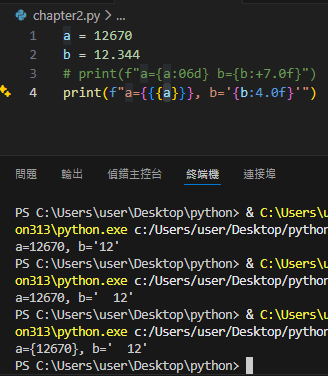 chapter2.py > ...
1 a = 12670
2 b = 12.344
3 # print(f"a={a:06d} b={b:+7.0f}")
4 print(f"a={{{a}}}, b='{b:4.0f}'")
問題 輸出 偵錯主控台 終端機 連接埠
PS C:\Users\user\Desktop\python> & C:\Users\u
on313\python.exe c:/Users/user/Desktop/python
a=12670, b='12'
PS C:\Users\user\Desktop\python> & C:\Users\u
on313\python.exe c:/Users/user/Desktop/python
a=12670, b='  12'
PS C:\Users\user\Desktop\python> & C:\Users\u
on313\python.exe c:/Users/user/Desktop/python
a={12670}, b='  12'
PS C:\Users\user\Desktop\python>